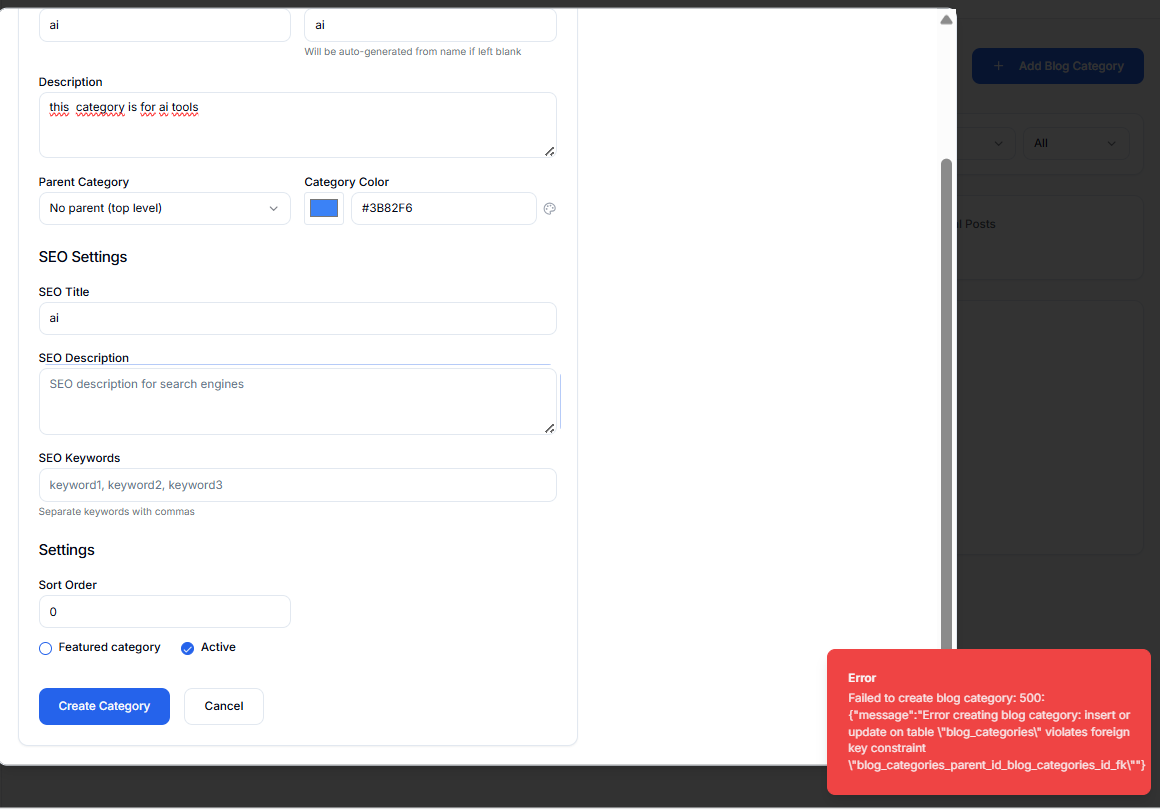 ai
ai
Will be auto-generated from name if left blank
Add Blog Category
Description
this  category is for ai tools
All
Parent Category
Category Color
No parent (top level)
#3B82F6
l Posts
SEO Settings
SEO Title
ai
SEO Description
SEO description for search engines
SEO Keywords
keyword1, keyword2, keyword3
Separate keywords with commas
Settings
Sort Order
0
Featured category
Active
Create Category
Cancel
Error
Failed to create blog category: 500:
{"message":"Error creating blog category: insert or
update on table \"blog_categories\" violates foreign
key constraint
\"blog_categories_parent_id_blog_categories_id_fk\""}